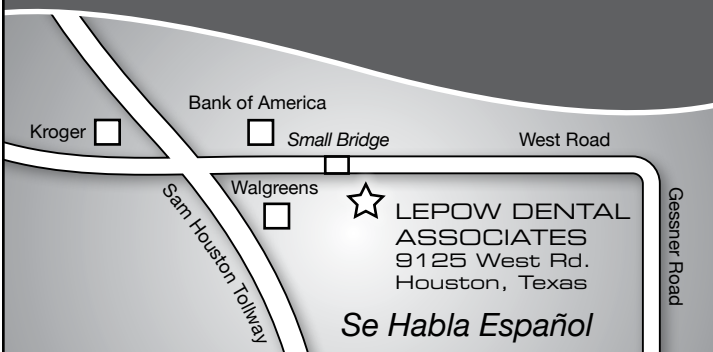 Bank of America
Kroger
Small Bridge
West Road
Walgreens
Sam Houston Tollway
Gessner Road
LEPOW DENTAL
ASSOCIATES
9125 West Rd.
Houston, Texas
Se Habla Español